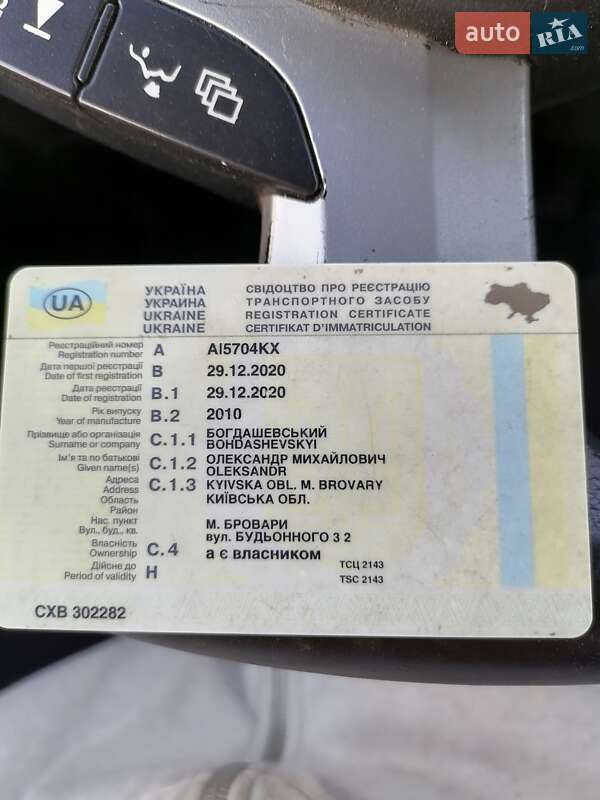 auto RIA .com
UA
УКРАЇНА СВІДОЦТВО ПРО РЕЄСТРАЦІЮ
УКРАИНА ТРАНСПОРТНОГО ЗАСОБУ
UKRAINE REGISTRATION CERTIFICATE
UKRAINE CERTIFIKAT D'IMMATRICULATION
Реєстраційний номер
Registration number A AI5704KX
Дата першої реєстрації
Date of first registration B 29.12.2020
Дата реєстрації
Date of registration B.1 29.12.2020
Рік випуску
Year of manufacture B.2 2010
Прізвище або організація
Surname or company C.1.1 БОГДАШЕВСЬКИЙ
BOHDASHEVSKYI
Ім'я та по батькові
Given name(s) C.1.2 ОЛЕКСАНДР МИХАЙЛОВИЧ
OLEKSANDR
Адреса
Address C.1.3 KYIVSKA OBL. M. BROVARY
Область КИЇВСЬКА ОБЛ.
Район
Нас. пункт М. БРОВАРИ
Вул., буд., кв. вул. БУДЬОННОГО 3 2
Власність
Ownership C.4 а є власником
Дійсне до ТСЦ 2143
Period of validity H TSC 2143
СХВ 302282